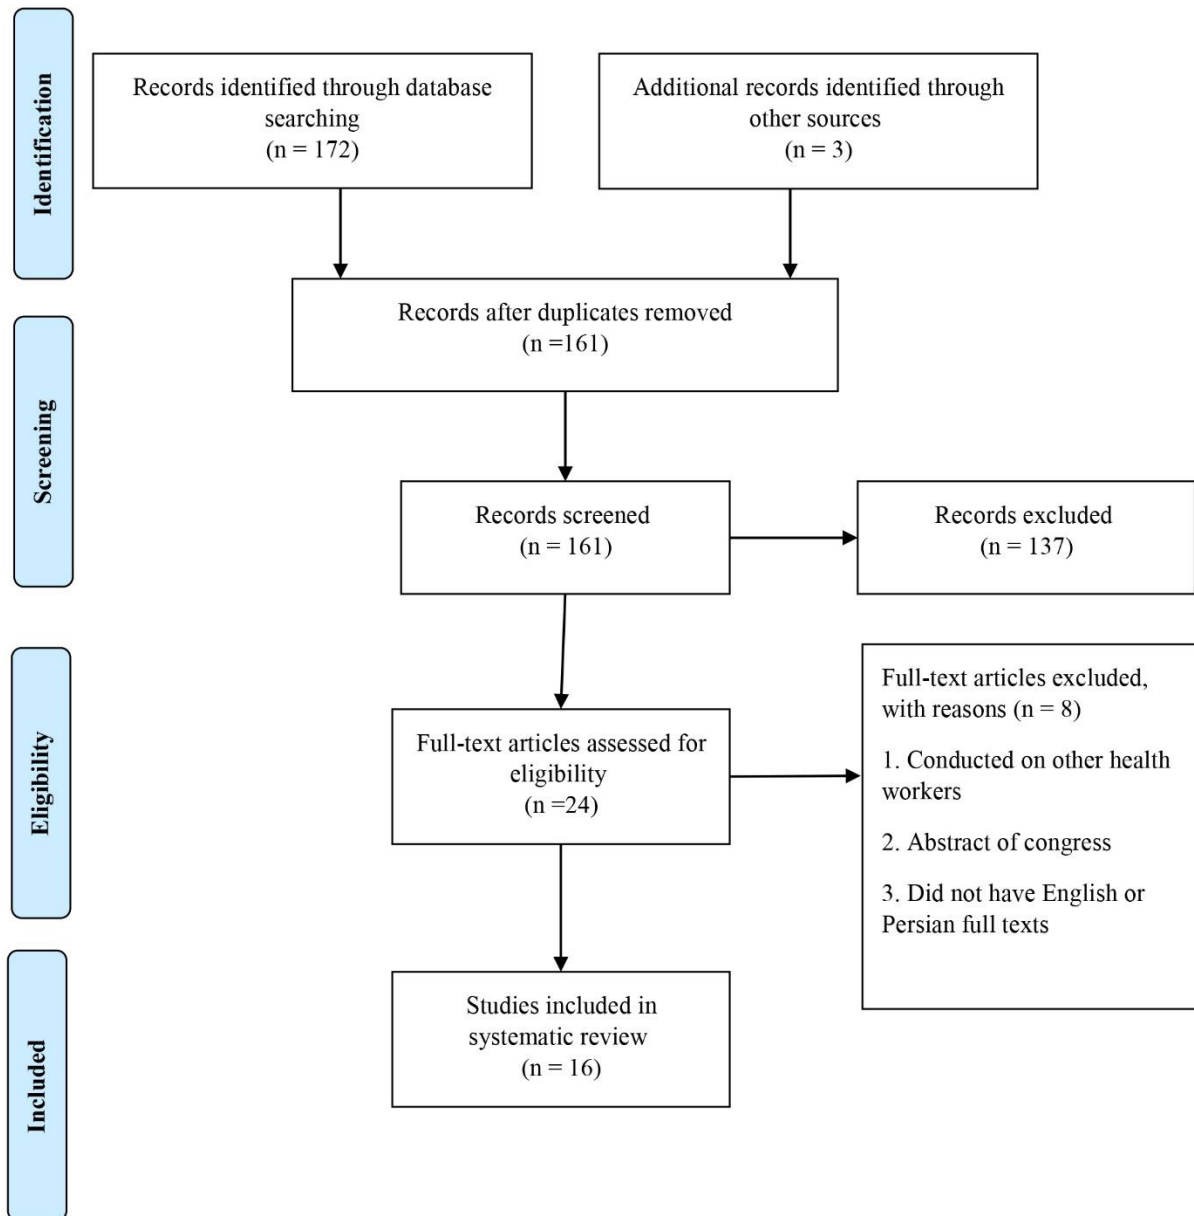 Identification
Records identified through database
searching
(n = 172)
Additional records identified through
other sources
(n = 3)
Records after duplicates removed
(n =161)
Screening
Records screened
(n = 161)
Records excluded
(n = 137)
Eligibility
Full-text articles assessed for
eligibility
(n =24)
Full-text articles excluded,
with reasons (n = 8)
1. Conducted on other health
workers
2. Abstract of congress
3. Did not have English or
Persian full texts
Included
Studies included in
systematic review
(n = 16)